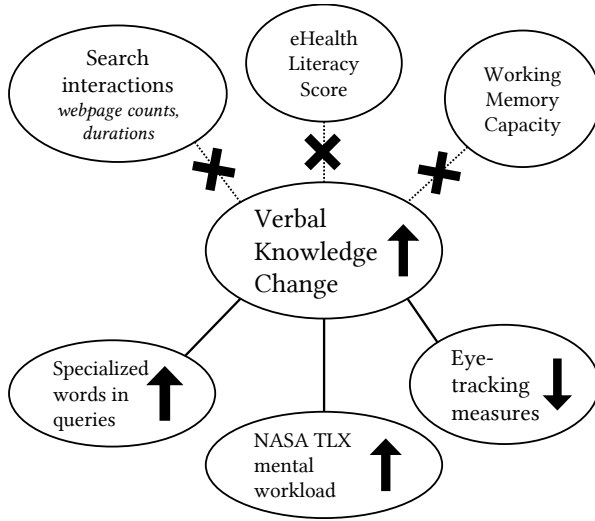 Search
interactions
webpage counts,
durations
eHealth
Literacy
Score
Working
Memory
Capacity
Verbal
Knowledge
Change
Specialized
words in
queries
NASA TLX
mental
workload
Eye-
tracking
measures